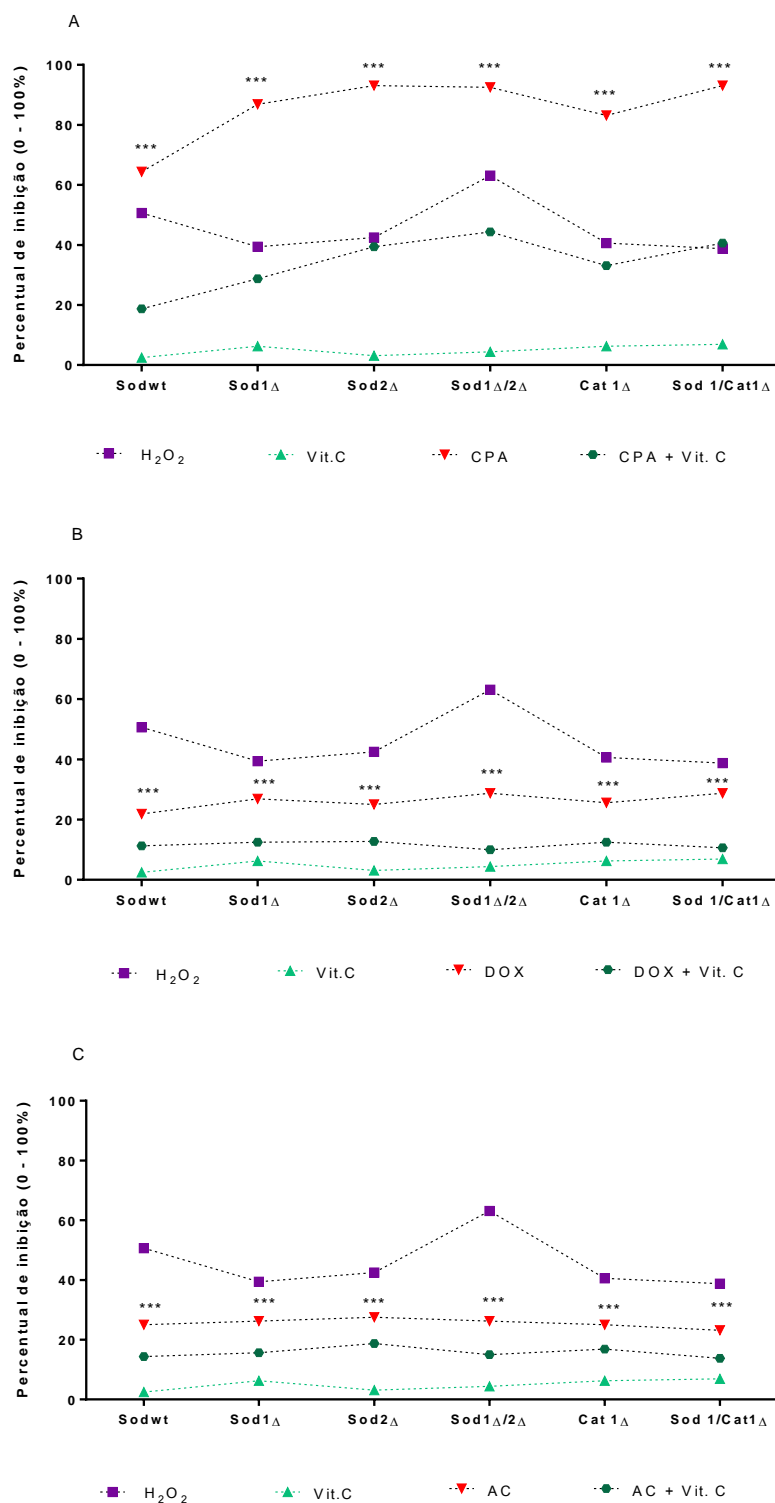 A
Percentual de inibição (0 - 100%)
100
80
60
40
20
0
*** *** *** *** *** ***
Sodwt Sod1Δ Sod2Δ Sod1Δ/2Δ Cat 1Δ Sod 1/Cat1Δ
H₂O₂ Vit.C CPA CPA + Vit. C
B
Percentual de inibição (0 - 100%)
100
80
60
40
20
0
*** *** *** *** *** ***
Sodwt Sod1Δ Sod2Δ Sod1Δ/2Δ Cat 1Δ Sod 1/Cat1Δ
H₂O₂ Vit.C DOX DOX + Vit. C
C
Percentual de inibição (0 - 100%)
100
80
60
40
20
0
*** *** *** *** *** ***
Sodwt Sod1Δ Sod2Δ Sod1Δ/2Δ Cat 1Δ Sod 1/Cat1Δ
H₂O₂ Vit.C AC AC + Vit. C